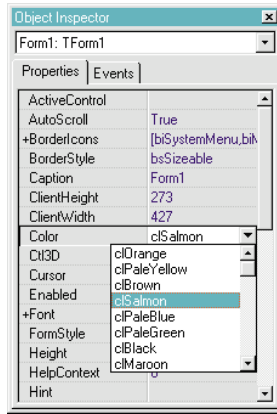 Object Inspector
Form1: TForm1
Properties Events
ActiveControl
AutoScroll True
+BorderIcons [biSystemMenu,biM
BorderStyle bsSizeable
Caption Form1
ClientHeight 273
ClientWidth 427
Color clSalmon
Ctl3D clOrange
clPaleYellow
Cursor clBrown
Enabled clSalmon
+Font clPaleBlue
FormStyle clPaleGreen
Height clBlack
HelpContext clMaroon
Hint